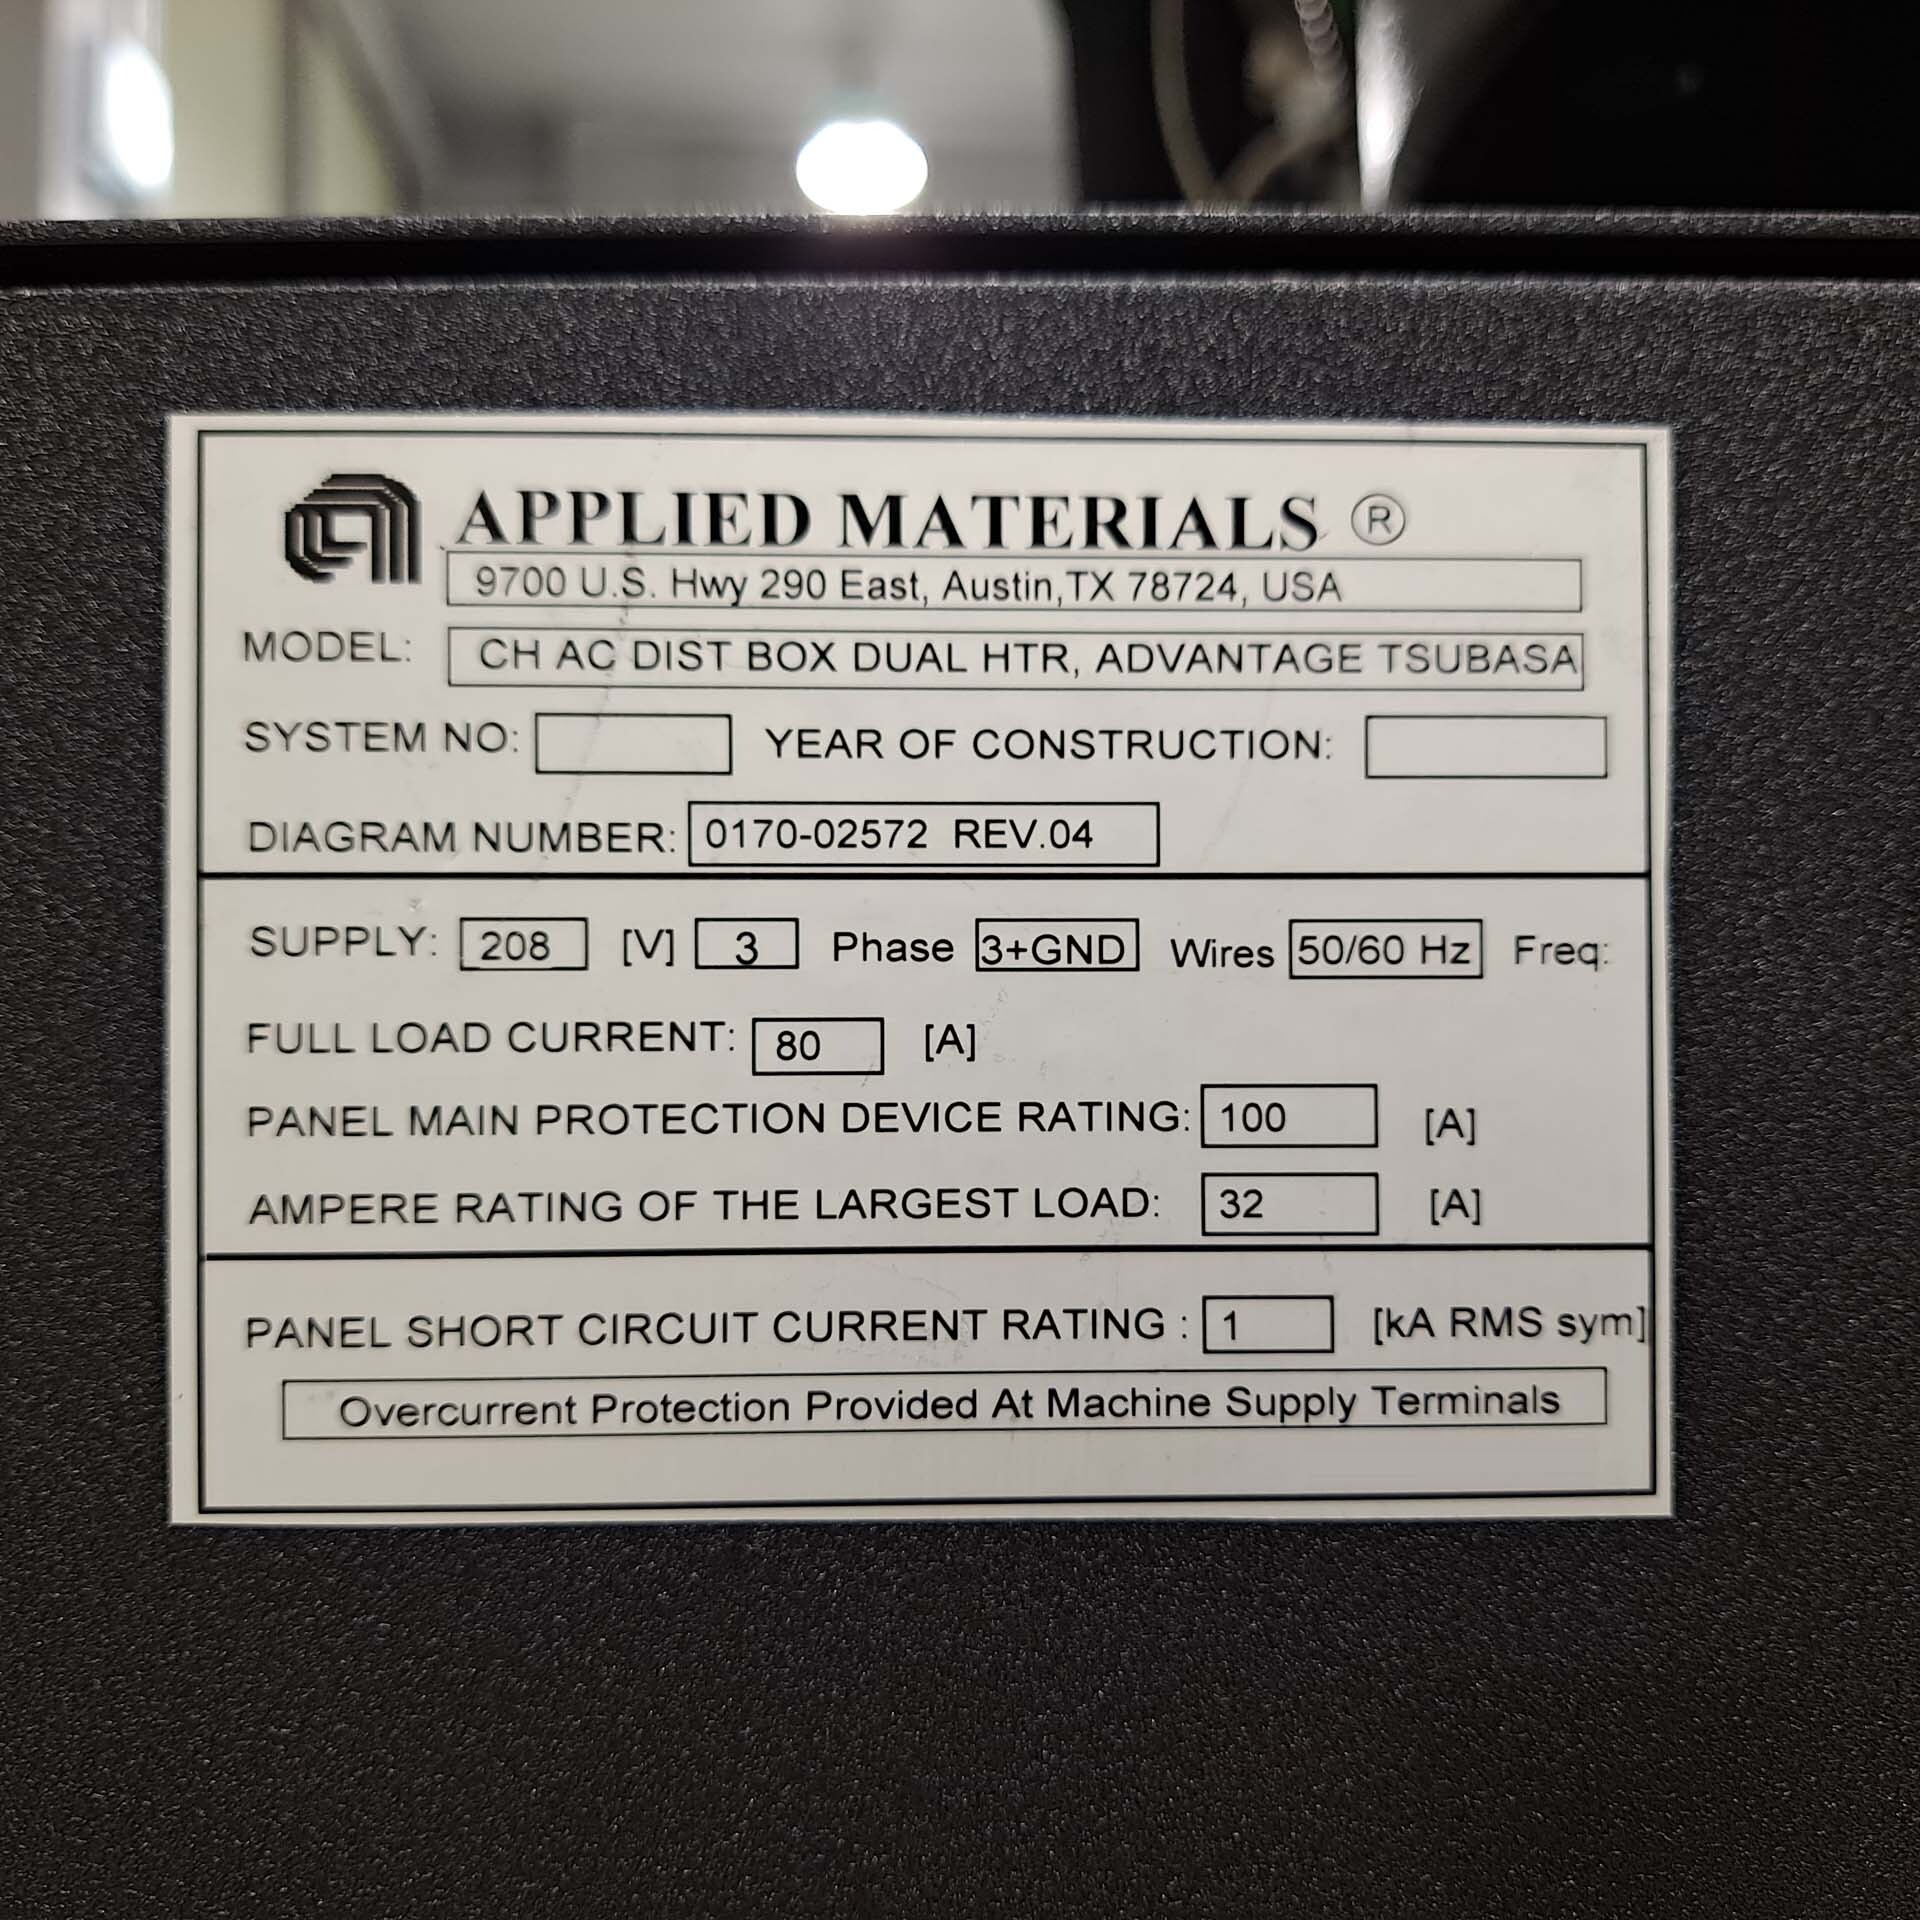 APPLIED MATERIALS ®
9700 U.S. Hwy 290 East, Austin,TX 78724, USA
MODEL: CH AC DIST BOX DUAL HTR, ADVANTAGE TSUBASA
SYSTEM NO: YEAR OF CONSTRUCTION:
DIAGRAM NUMBER: 0170-02572 REV.04
SUPPLY: 208 [V] 3 Phase 3+GND Wires 50/60 Hz Freq:
FULL LOAD CURRENT: 80 [A]
PANEL MAIN PROTECTION DEVICE RATING: 100 [A]
AMPERE RATING OF THE LARGEST LOAD: 32 [A]
PANEL SHORT CIRCUIT CURRENT RATING : 1 [kA RMS sym]
Overcurrent Protection Provided At Machine Supply Terminals